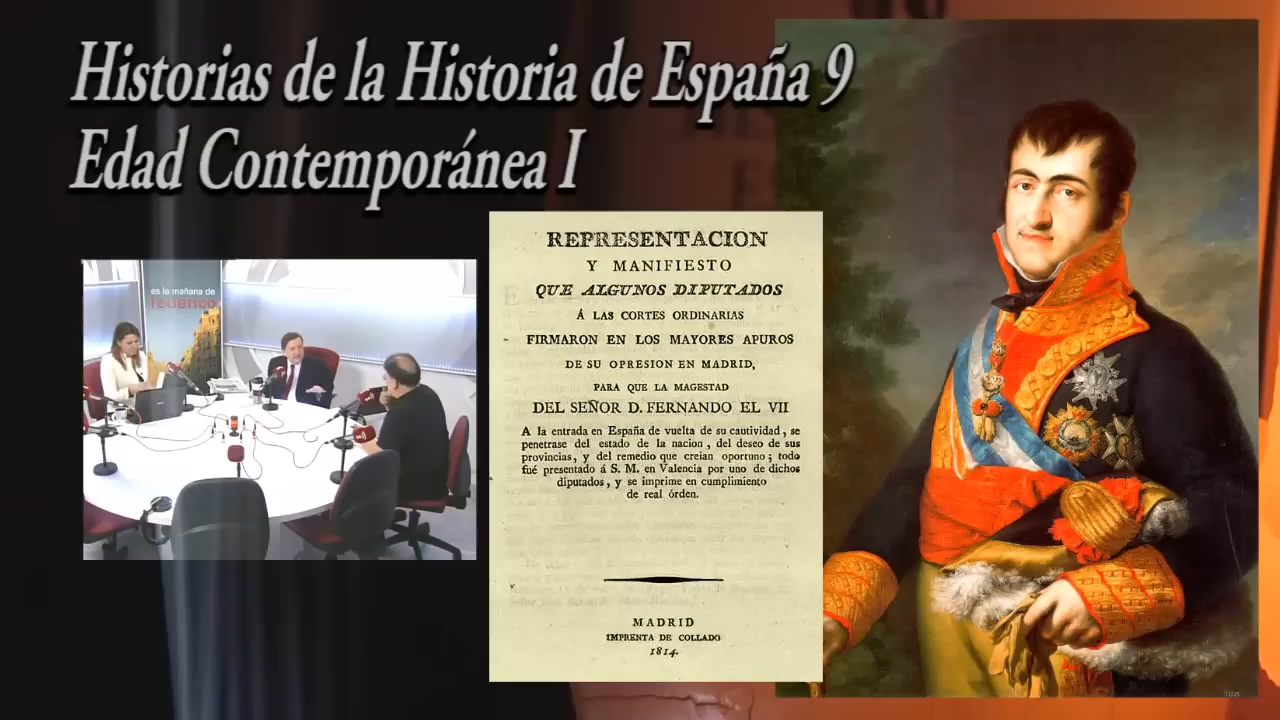 Historias de la Historia de España 9
Edad Contemporánea I
es la mañana de
federico
REPRESENTACION
Y MANIFIESTO
QUE ALGUNOS DIPUTADOS
Á LAS CORTES ORDINARIAS
FIRMARON EN LOS MAYORES APUROS
DE SU OPRESION EN MADRID,
PARA QUE LA MAGESTAD
DEL SEÑOR D. FERNANDO EL VII
A la entrada en España de vuelta de su cautividad, se
penetrase del estado de la nacion, del deseo de sus
provincias, y del remedio que creian oportuno; todo
fué presentado á S. M. en Valencia por uno de dichos
diputados, y se imprime en cumplimiento
de real órden.
MADRID
IMPRENTA DE COLLADO
1814.